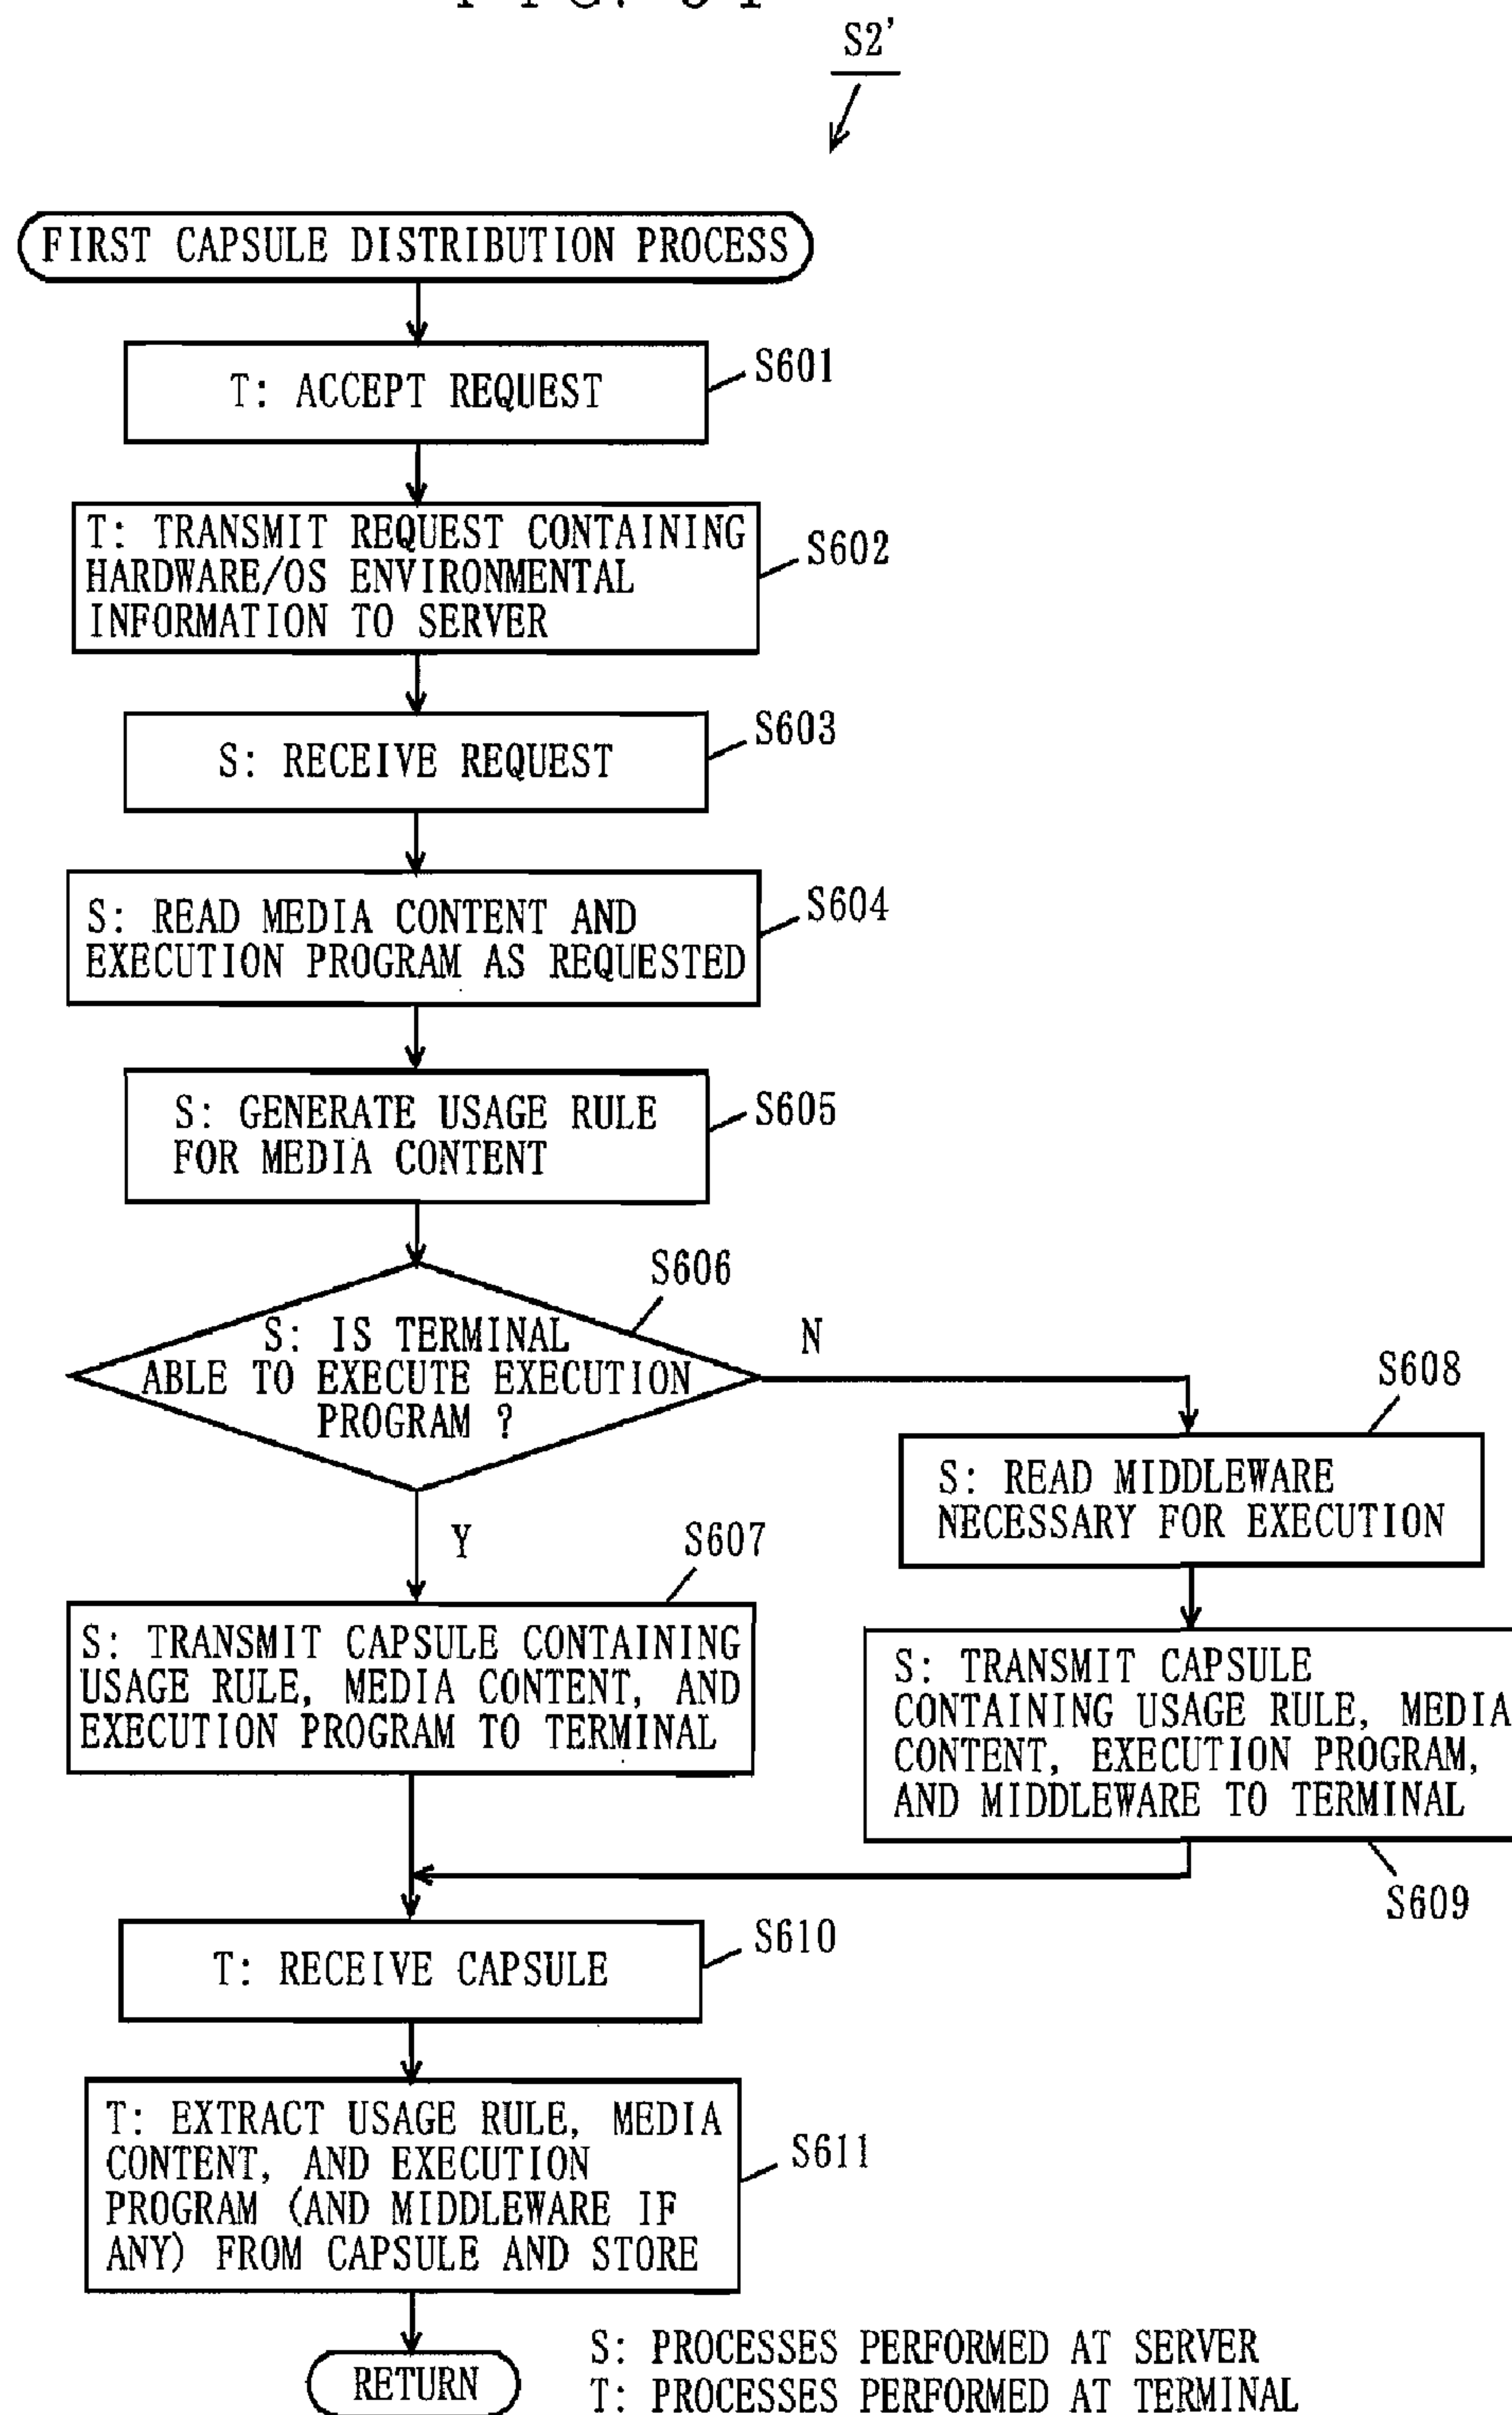 S2'
FIRST CAPSULE DISTRIBUTION PROCESS
T: ACCEPT REQUEST
S601
T: TRANSMIT REQUEST CONTAINING
HARDWARE/OS ENVIRONMENTAL
INFORMATION TO SERVER
S602
S: RECEIVE REQUEST
S603
S: READ MEDIA CONTENT AND
EXECUTION PROGRAM AS REQUESTED
S604
S: GENERATE USAGE RULE
FOR MEDIA CONTENT
S605
S606
S: IS TERMINAL
ABLE TO EXECUTE EXECUTION
PROGRAM ?
N
Y
S608
S: READ MIDDLEWARE
NECESSARY FOR EXECUTION
S607
S: TRANSMIT CAPSULE CONTAINING
USAGE RULE, MEDIA CONTENT, AND
EXECUTION PROGRAM TO TERMINAL
S: TRANSMIT CAPSULE
CONTAINING USAGE RULE, MEDIA
CONTENT, EXECUTION PROGRAM,
AND MIDDLEWARE TO TERMINAL
S609
T: RECEIVE CAPSULE
S610
T: EXTRACT USAGE RULE, MEDIA
CONTENT, AND EXECUTION
PROGRAM (AND MIDDLEWARE IF
ANY) FROM CAPSULE AND STORE
S611
RETURN
S: PROCESSES PERFORMED AT SERVER
T: PROCESSES PERFORMED AT TERMINAL